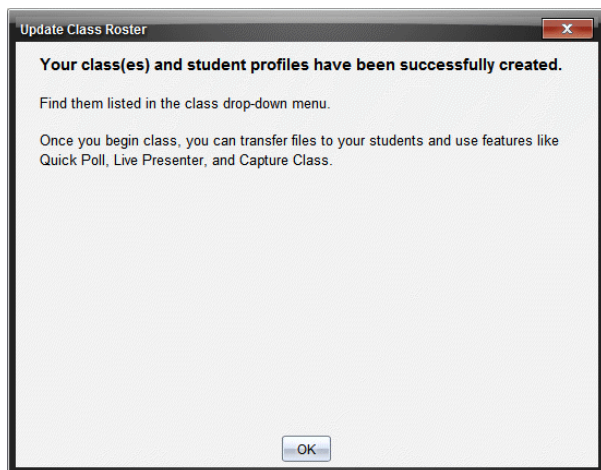 Update Class Roster
Your class(es) and student profiles have been successfully created.
Find them listed in the class drop-down menu.
Once you begin class, you can transfer files to your students and use features like
Quick Poll, Live Presenter, and Capture Class.
OK